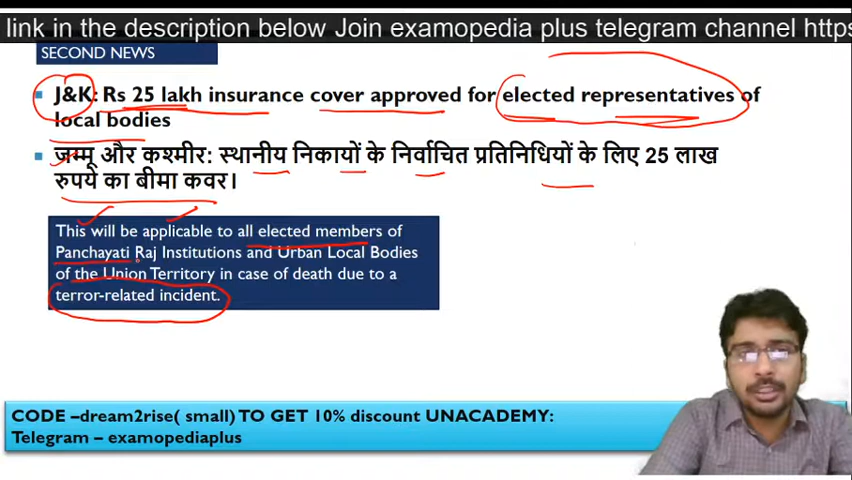 link in the description below Join examopedia plus telegram channel https
SECOND NEWS
J&K: Rs 25 lakh insurance cover approved for elected representatives of
local bodies
जम्मू और कश्मीर: स्थानीय निकायों के निर्वाचित प्रतिनिधियों के लिए 25 लाख
रुपये का बीमा कवर।
This will be applicable to all elected members of
Panchayati Raj Institutions and Urban Local Bodies
of the Union Territory in case of death due to a
terror-related incident.
CODE –dream2rise( small) TO GET 10% discount UNACADEMY:
Telegram – examopediaplus